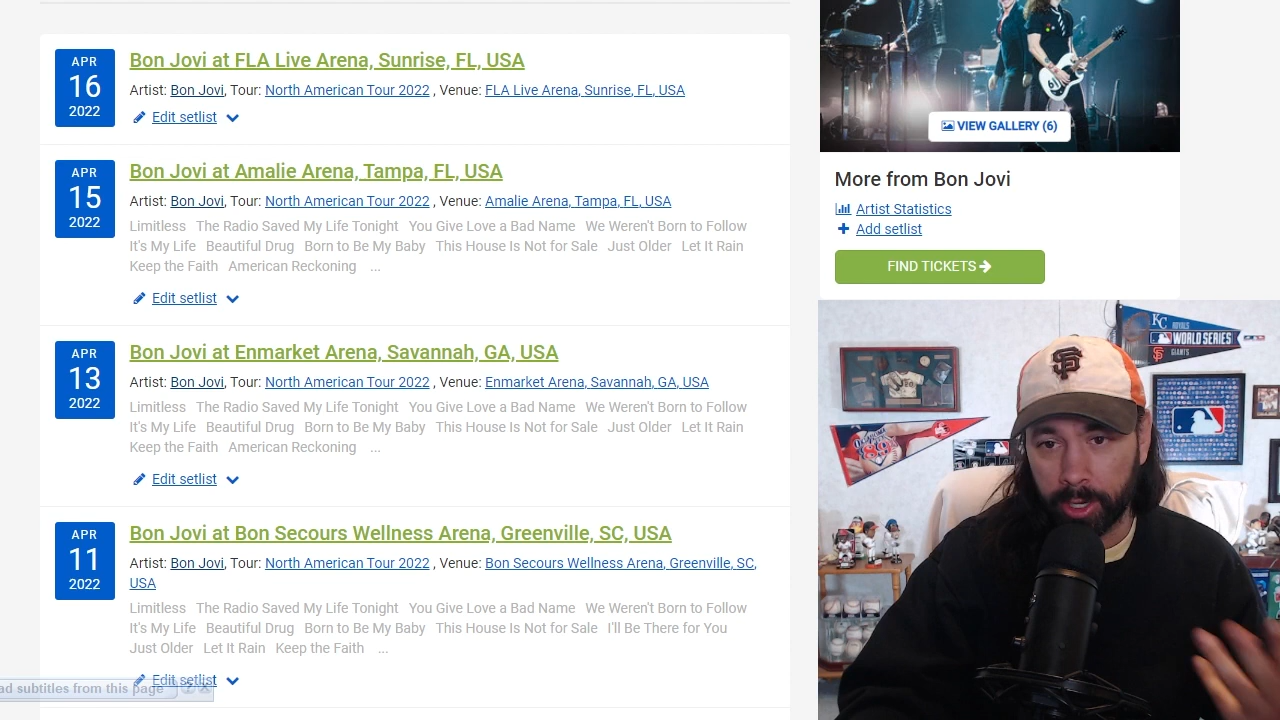 APR
16
2022
Bon Jovi at FLA Live Arena, Sunrise, FL, USA
Artist: Bon Jovi, Tour: North American Tour 2022 , Venue: FLA Live Arena, Sunrise, FL, USA
Edit setlist
APR
15
2022
Bon Jovi at Amalie Arena, Tampa, FL, USA
Artist: Bon Jovi, Tour: North American Tour 2022 , Venue: Amalie Arena, Tampa, FL, USA
Limitless The Radio Saved My Life Tonight You Give Love a Bad Name We Weren't Born to Follow
It's My Life Beautiful Drug Born to Be My Baby This House Is Not for Sale Just Older Let It Rain
Keep the Faith American Reckoning ...
Edit setlist
APR
13
2022
Bon Jovi at Enmarket Arena, Savannah, GA, USA
Artist: Bon Jovi, Tour: North American Tour 2022 , Venue: Enmarket Arena, Savannah, GA, USA
Limitless The Radio Saved My Life Tonight You Give Love a Bad Name We Weren't Born to Follow
It's My Life Beautiful Drug Born to Be My Baby This House Is Not for Sale Just Older Let It Rain
Keep the Faith American Reckoning ...
Edit setlist
APR
11
2022
Bon Jovi at Bon Secours Wellness Arena, Greenville, SC, USA
Artist: Bon Jovi, Tour: North American Tour 2022 , Venue: Bon Secours Wellness Arena, Greenville, SC,
USA
Limitless The Radio Saved My Life Tonight You Give Love a Bad Name We Weren't Born to Follow
It's My Life Beautiful Drug Born to Be My Baby This House Is Not for Sale I'll Be There for You
Just Older Let It Rain Keep the Faith ...
Edit setlist
ad subtitles from this page
VIEW GALLERY (6)
More from Bon Jovi
Artist Statistics
Add setlist
FIND TICKETS
KC
ROYALS
WORLD SERIES
SF
GIANTS
SF